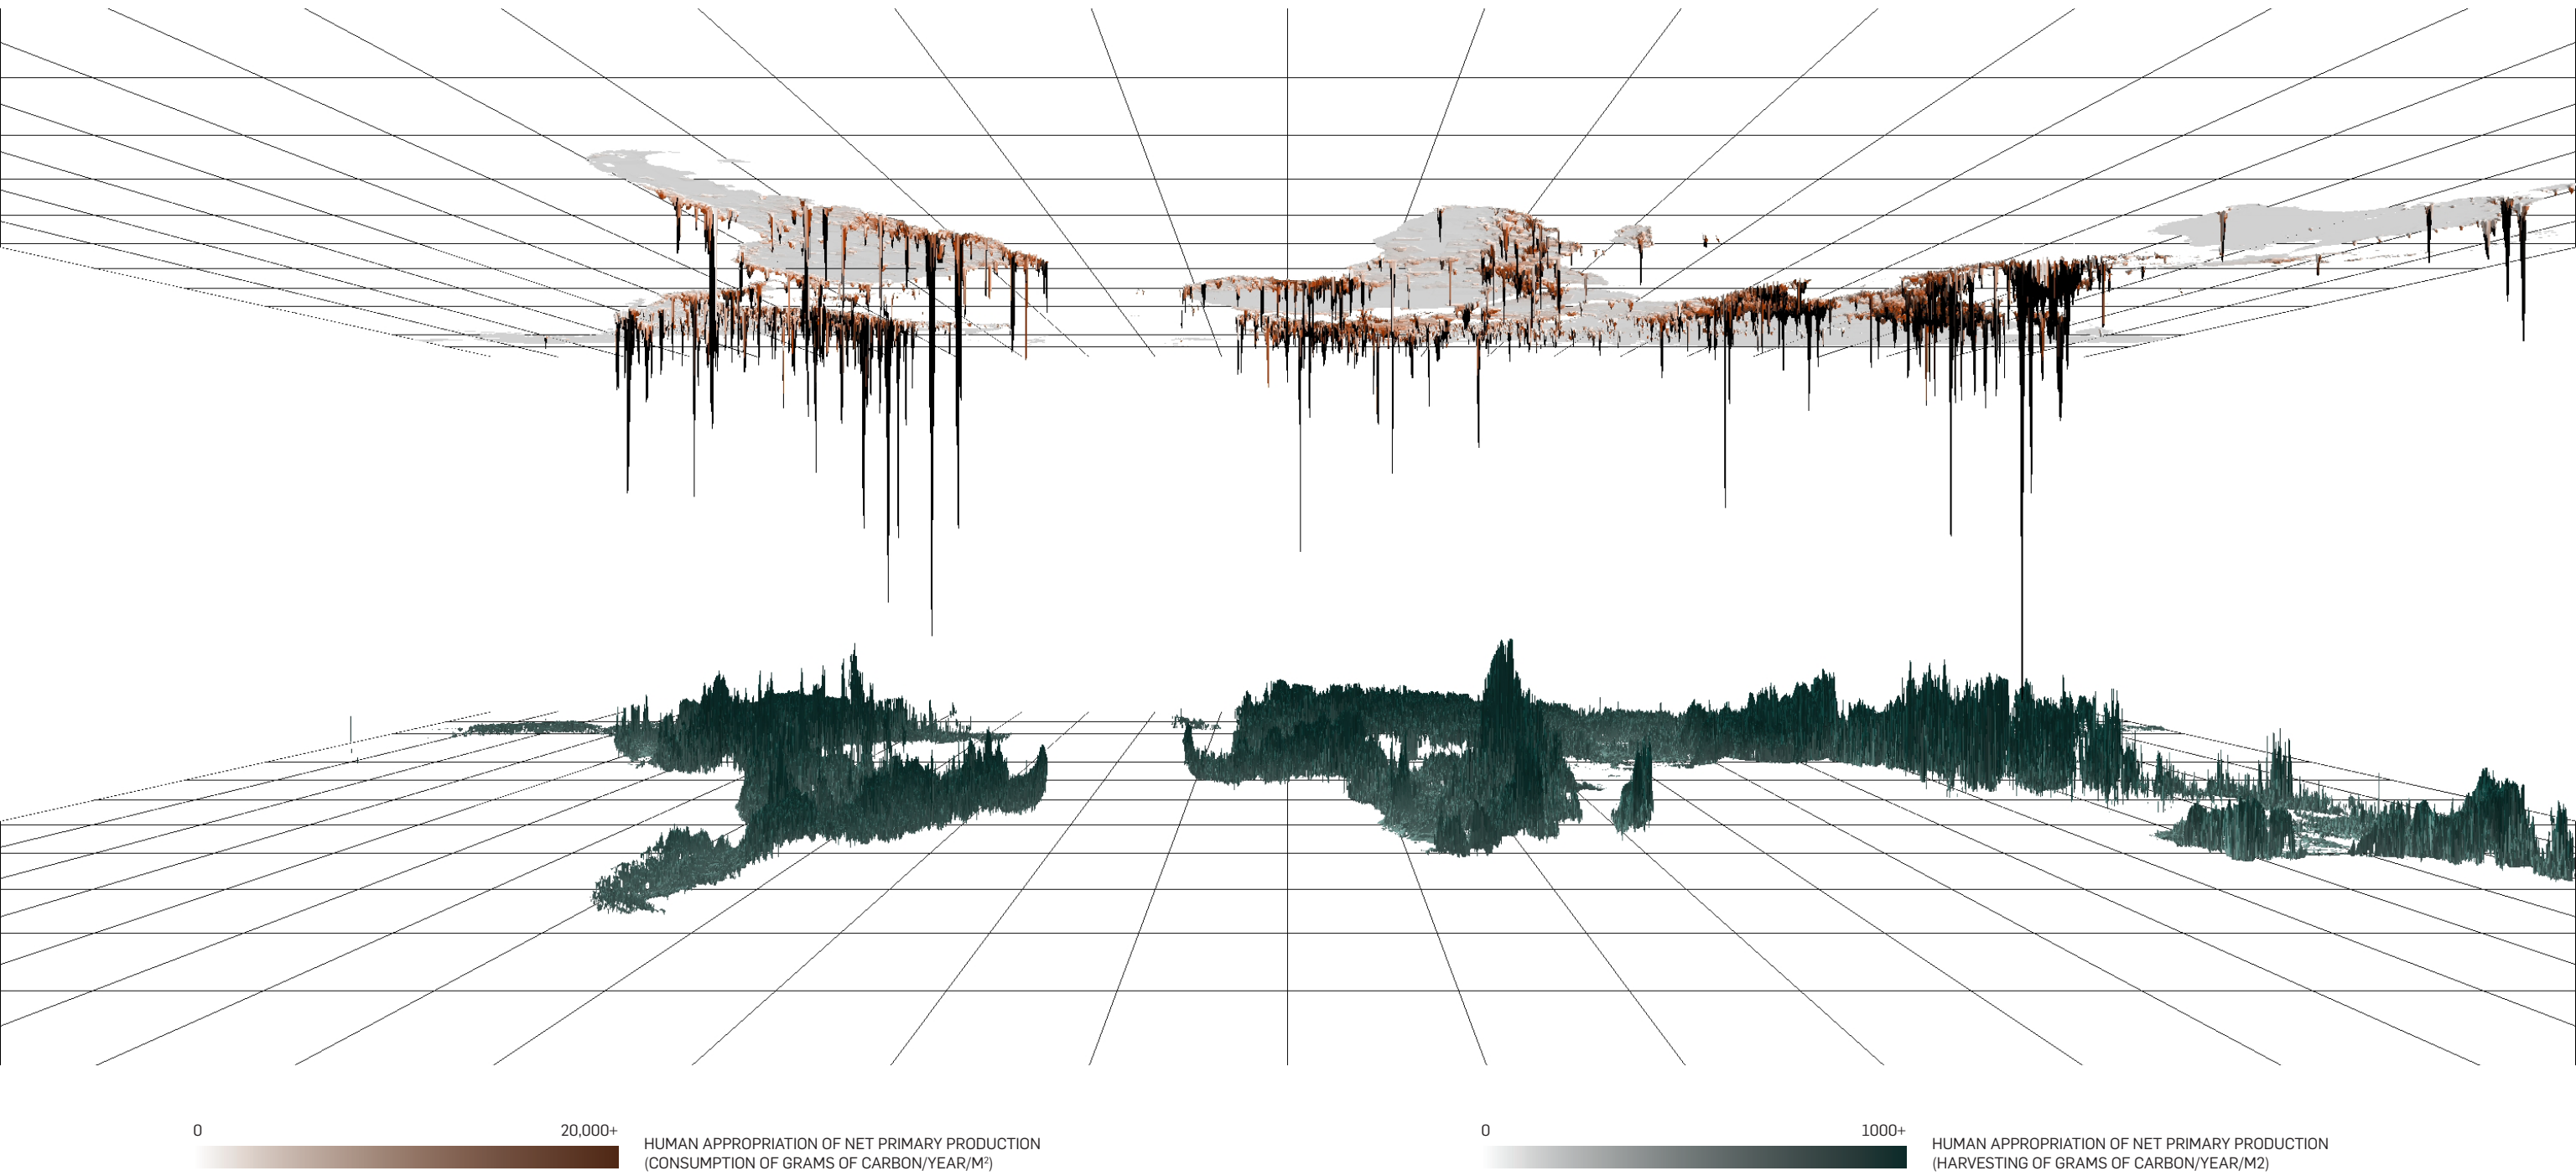 0 20,000+
HUMAN APPROPRIATION OF NET PRIMARY PRODUCTION
(CONSUMPTION OF GRAMS OF CARBON/YEAR/M²)
0 1000+
HUMAN APPROPRIATION OF NET PRIMARY PRODUCTION
(HARVESTING OF GRAMS OF CARBON/YEAR/M2)